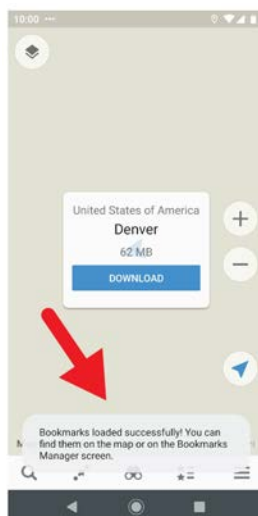 10:00
United States of America
Denver
62 MB
DOWNLOAD
Bookmarks loaded successfully! You can
find them on the map or on the Bookmarks
Manager screen.